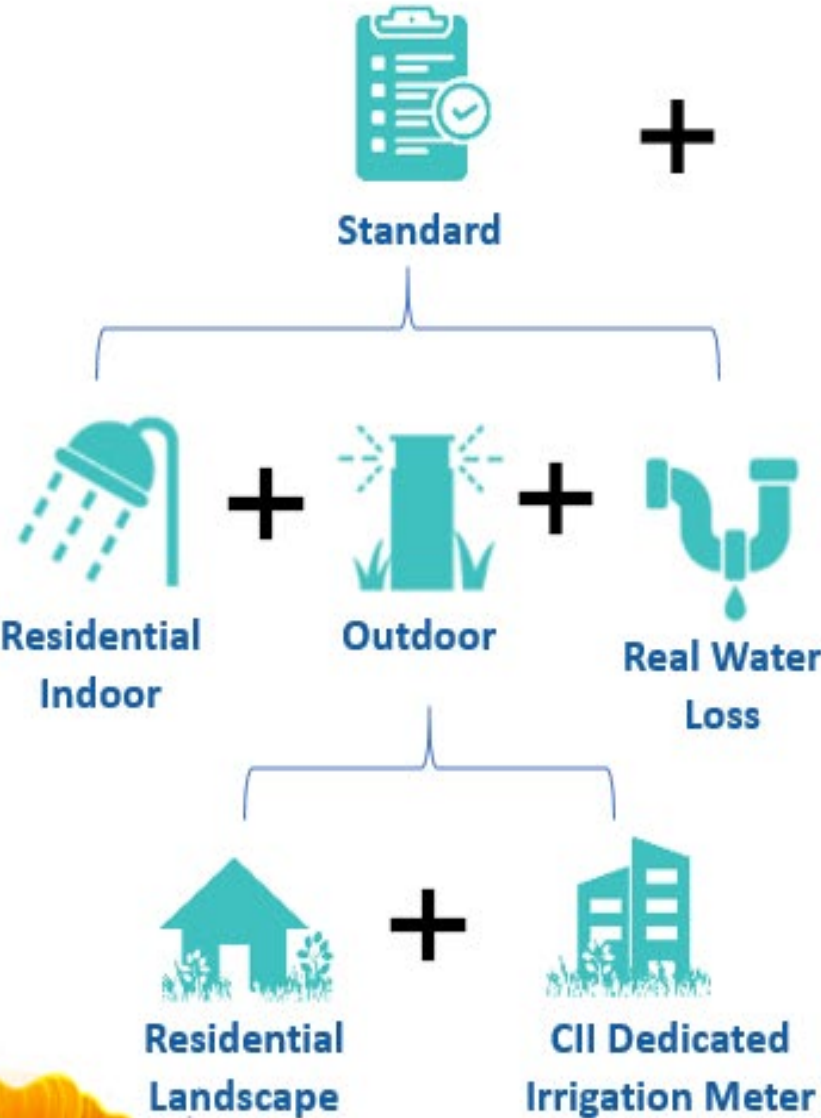 +
Standard
+
+
Residential
Indoor
Outdoor
Real Water
Loss
+
Residential
Landscape
CII Dedicated
Irrigation Meter